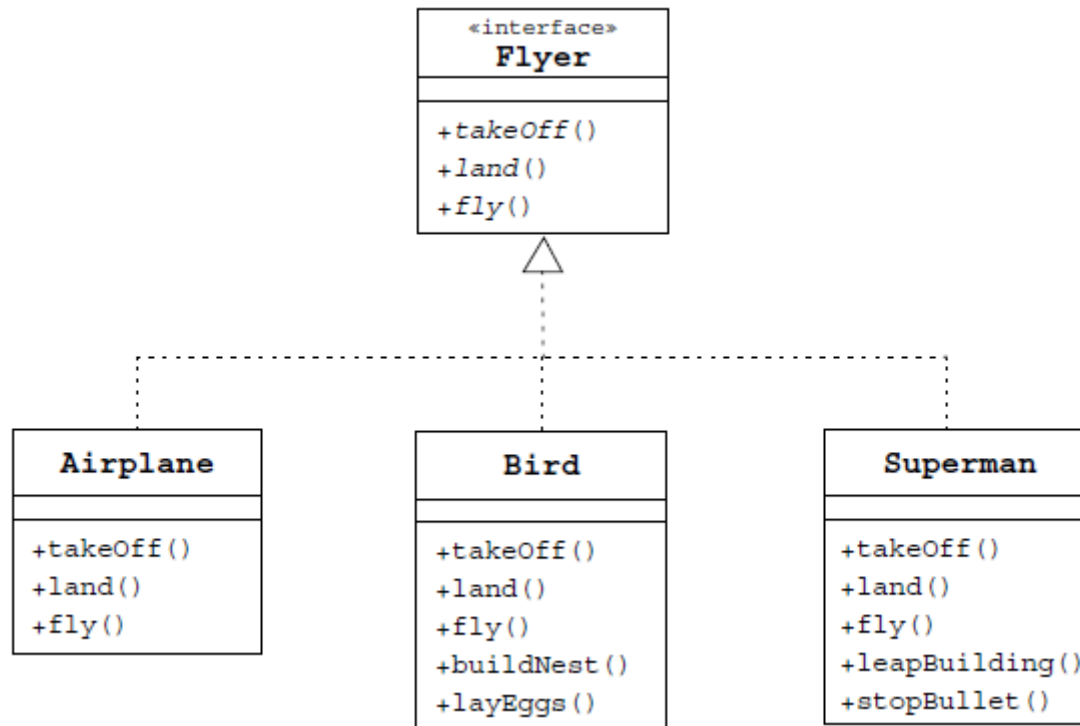 «interface»
Flyer
+takeOff()
+land()
+fly()
Airplane
+takeOff()
+land()
+fly()
Bird
+takeOff()
+land()
+fly()
+buildNest()
+layEggs()
Superman
+takeOff()
+land()
+fly()
+leapBuilding()
+stopBullet()